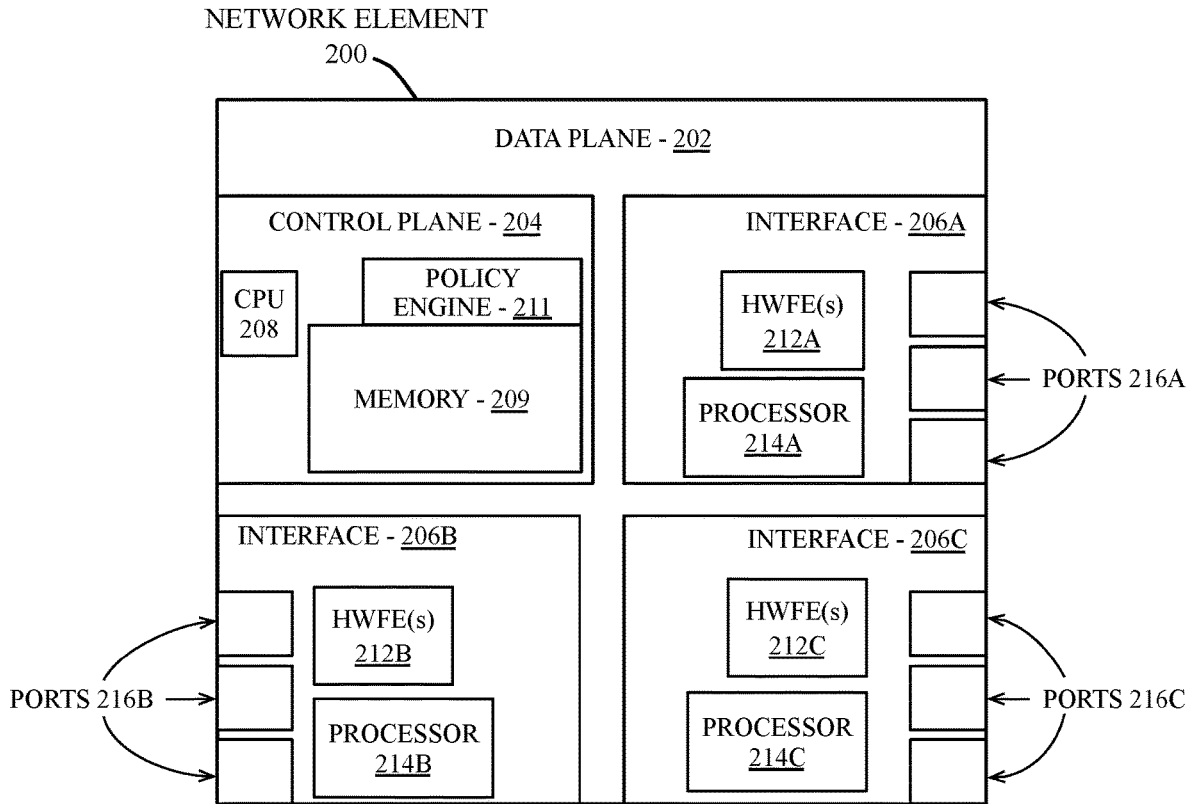 NETWORK ELEMENT
200
DATA PLANE - 202
CONTROL PLANE - 204
CPU
208
POLICY
ENGINE - 211
MEMORY - 209
INTERFACE - 206A
HWFE(s)
212A
PROCESSOR
214A
PORTS 216A
INTERFACE - 206B
HWFE(s)
212B
PROCESSOR
214B
PORTS 216B
INTERFACE - 206C
HWFE(s)
212C
PROCESSOR
214C
PORTS 216C